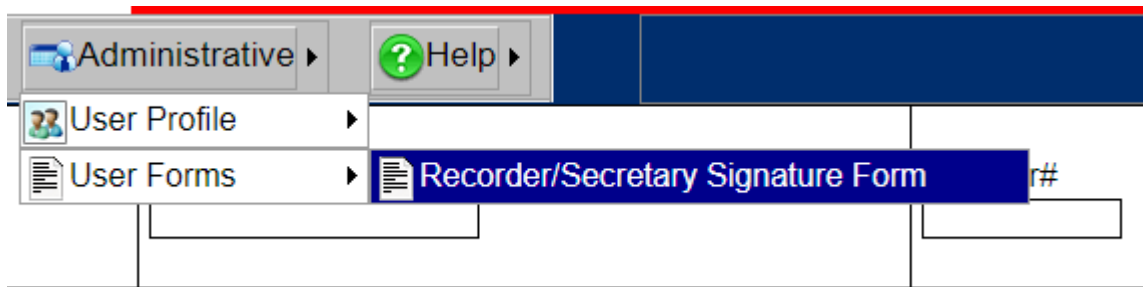 Administrative Help
User Profile
User Forms Recorder/Secretary Signature Form r#